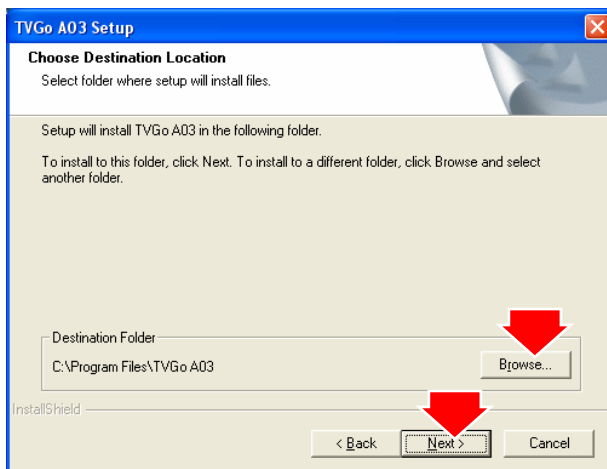 TVGo A03 Setup
Choose Destination Location
Select folder where setup will install files.
Setup will install TVGo A03 in the following folder.
To install to this folder, click Next. To install to a different folder, click Browse and select
another folder.
Destination Folder
C:\Program Files\TVGo A03
Browse...
InstallShield
< Back
Next >
Cancel